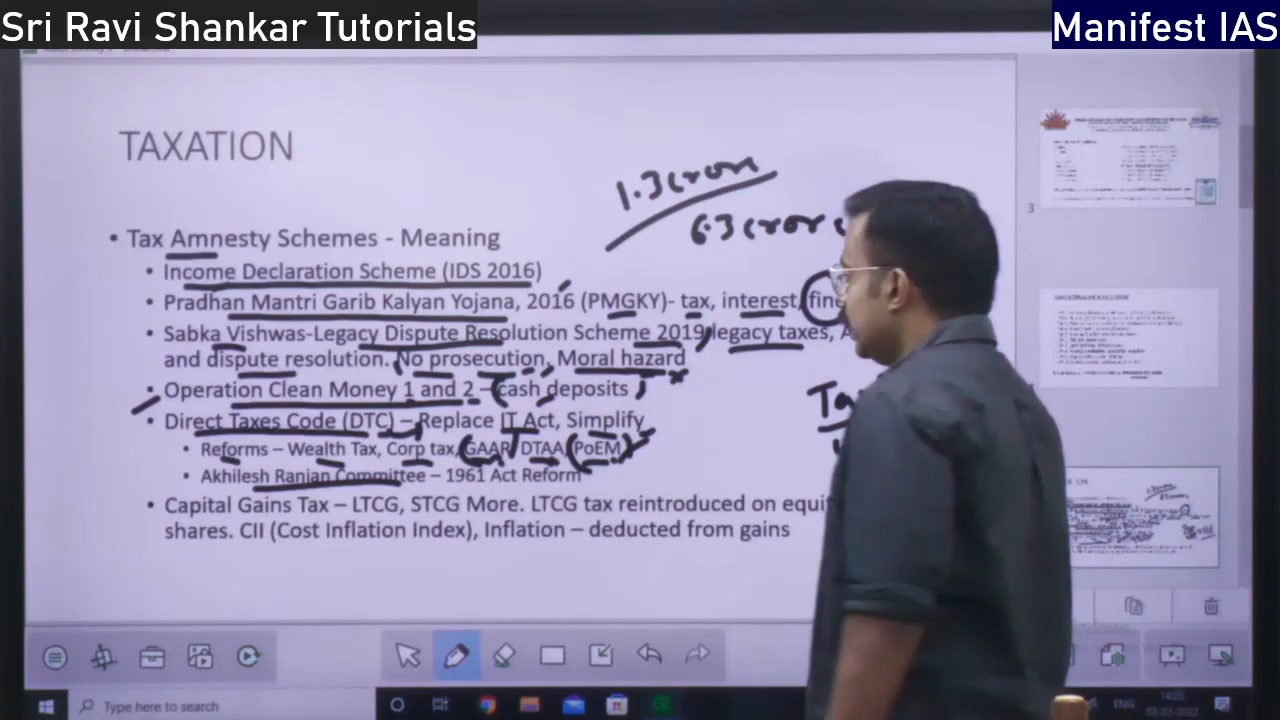 Sri Ravi Shankar Tutorials
Manifest IAS
TAXATION
1.3 crore
6.3 crore
• Tax Amnesty Schemes - Meaning
• Income Declaration Scheme (IDS 2016)
• Pradhan Mantri Garib Kalyan Yojana, 2016 (PMGKY)- tax, interest, fine
• Sabka Vishwas-Legacy Dispute Resolution Scheme 2019, legacy taxes, A
and dispute resolution. No prosecution, Moral hazard
• Operation Clean Money 1 and 2 – cash deposits
• Direct Taxes Code (DTC) – Replace IT Act, Simplify
• Reforms – Wealth Tax, Corp tax, GAAR, DTAA, PoEM
• Akhilesh Ranjan Committee – 1961 Act Reform
• Capital Gains Tax – LTCG, STCG More. LTCG tax reintroduced on equi
shares. CII (Cost Inflation Index), Inflation – deducted from gains
3
Type here to search
ENG
14:05